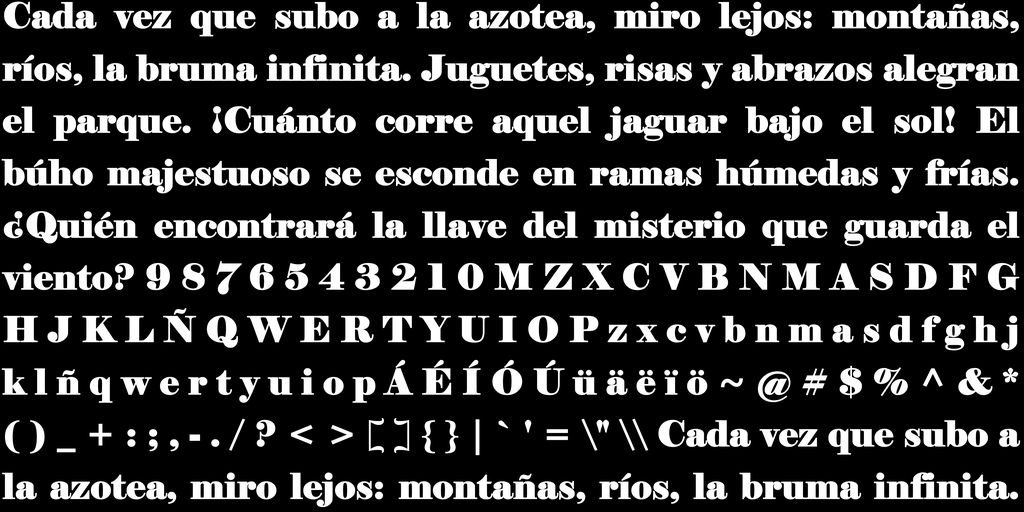 Cada vez que subo a la azotea, miro lejos: montañas,
ríos, la bruma infinita. Juguetes, risas y abrazos alegran
el parque. ¡Cuánto corre aquel jaguar bajo el sol! El
búho majestuoso se esconde en ramas húmedas y frías.
¿Quién encontrará la llave del misterio que guarda el
viento? 9 8 7 6 5 4 3 2 1 0 M Z X C V B N M A S D F G
H J K L Ñ Q W E R T Y U I O P z x c v b n m a s d f g h j
k l ñ q w e r t y u i o p Á É Í Ó Ú ü ä ë ï ö ~ @ # $ % ^ & *
( ) _ + : ; , - . / ? < > [ ] { } | ` ' = \" \\ Cada vez que subo a
la azotea, miro lejos: montañas, ríos, la bruma infinita.